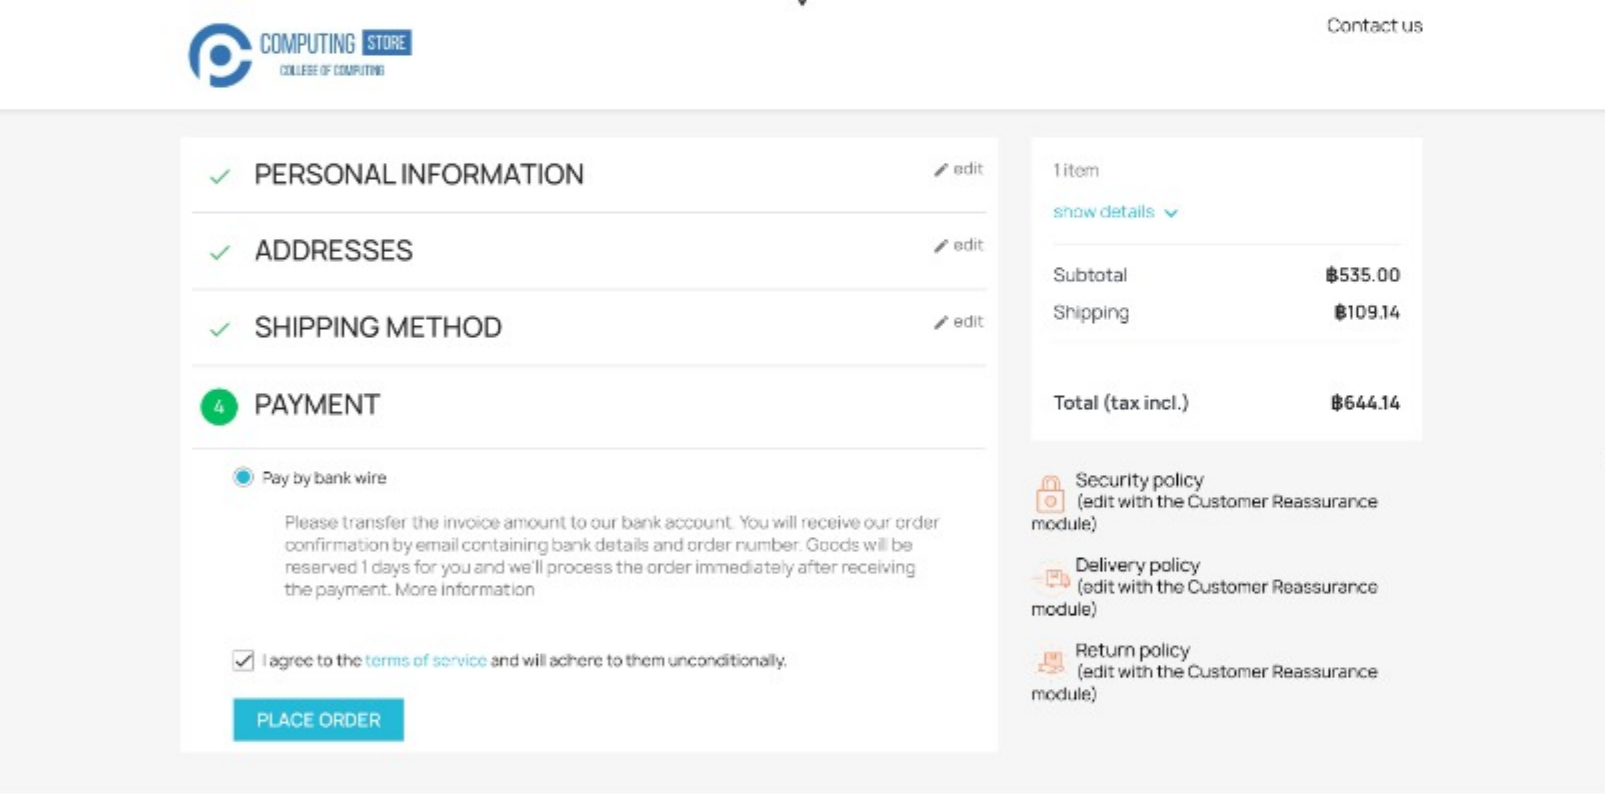 COMPUTING STORE
COLLEGE OF COMPUTING
Contact us
PERSONAL INFORMATION
edit
ADDRESSES
edit
SHIPPING METHOD
edit
4 PAYMENT
Pay by bank wire
Please transfer the invoice amount to our bank account. You will receive our order
confirmation by email containing bank details and order number. Goods will be
reserved 1 days for you and we'll process the order immediately after receiving
the payment. More information
I agree to the terms of service and will adhere to them unconditionally.
PLACE ORDER
1 item
show details
Subtotal ฿535.00
Shipping ฿109.14
Total (tax incl.) ฿644.14
Security policy
(edit with the Customer Reassurance
module)
Delivery policy
(edit with the Customer Reassurance
module)
Return policy
(edit with the Customer Reassurance
module)